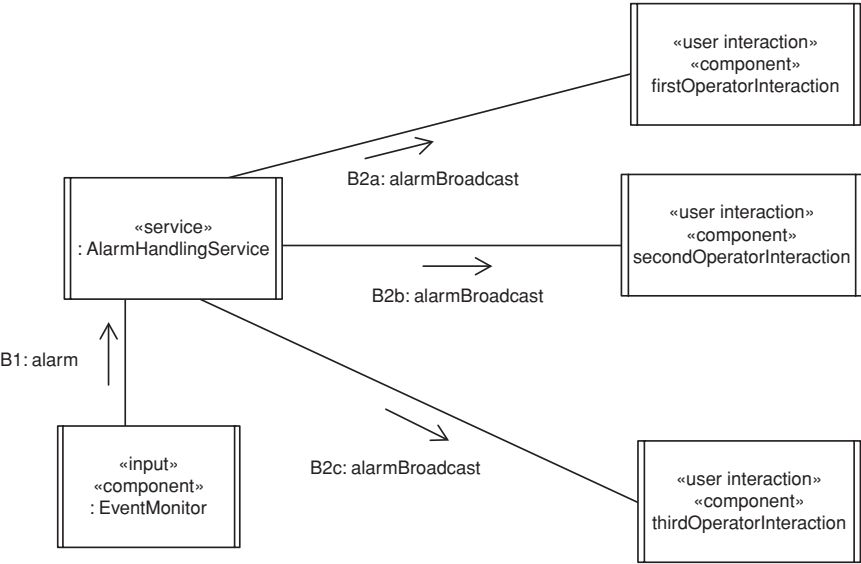 «user interaction»
«component»
firstOperatorInteraction
B2a: alarmBroadcast
«service»
: AlarmHandlingService
«user interaction»
«component»
secondOperatorInteraction
B2b: alarmBroadcast
B1: alarm
B2c: alarmBroadcast
«input»
«component»
: EventMonitor
«user interaction»
«component»
thirdOperatorInteraction